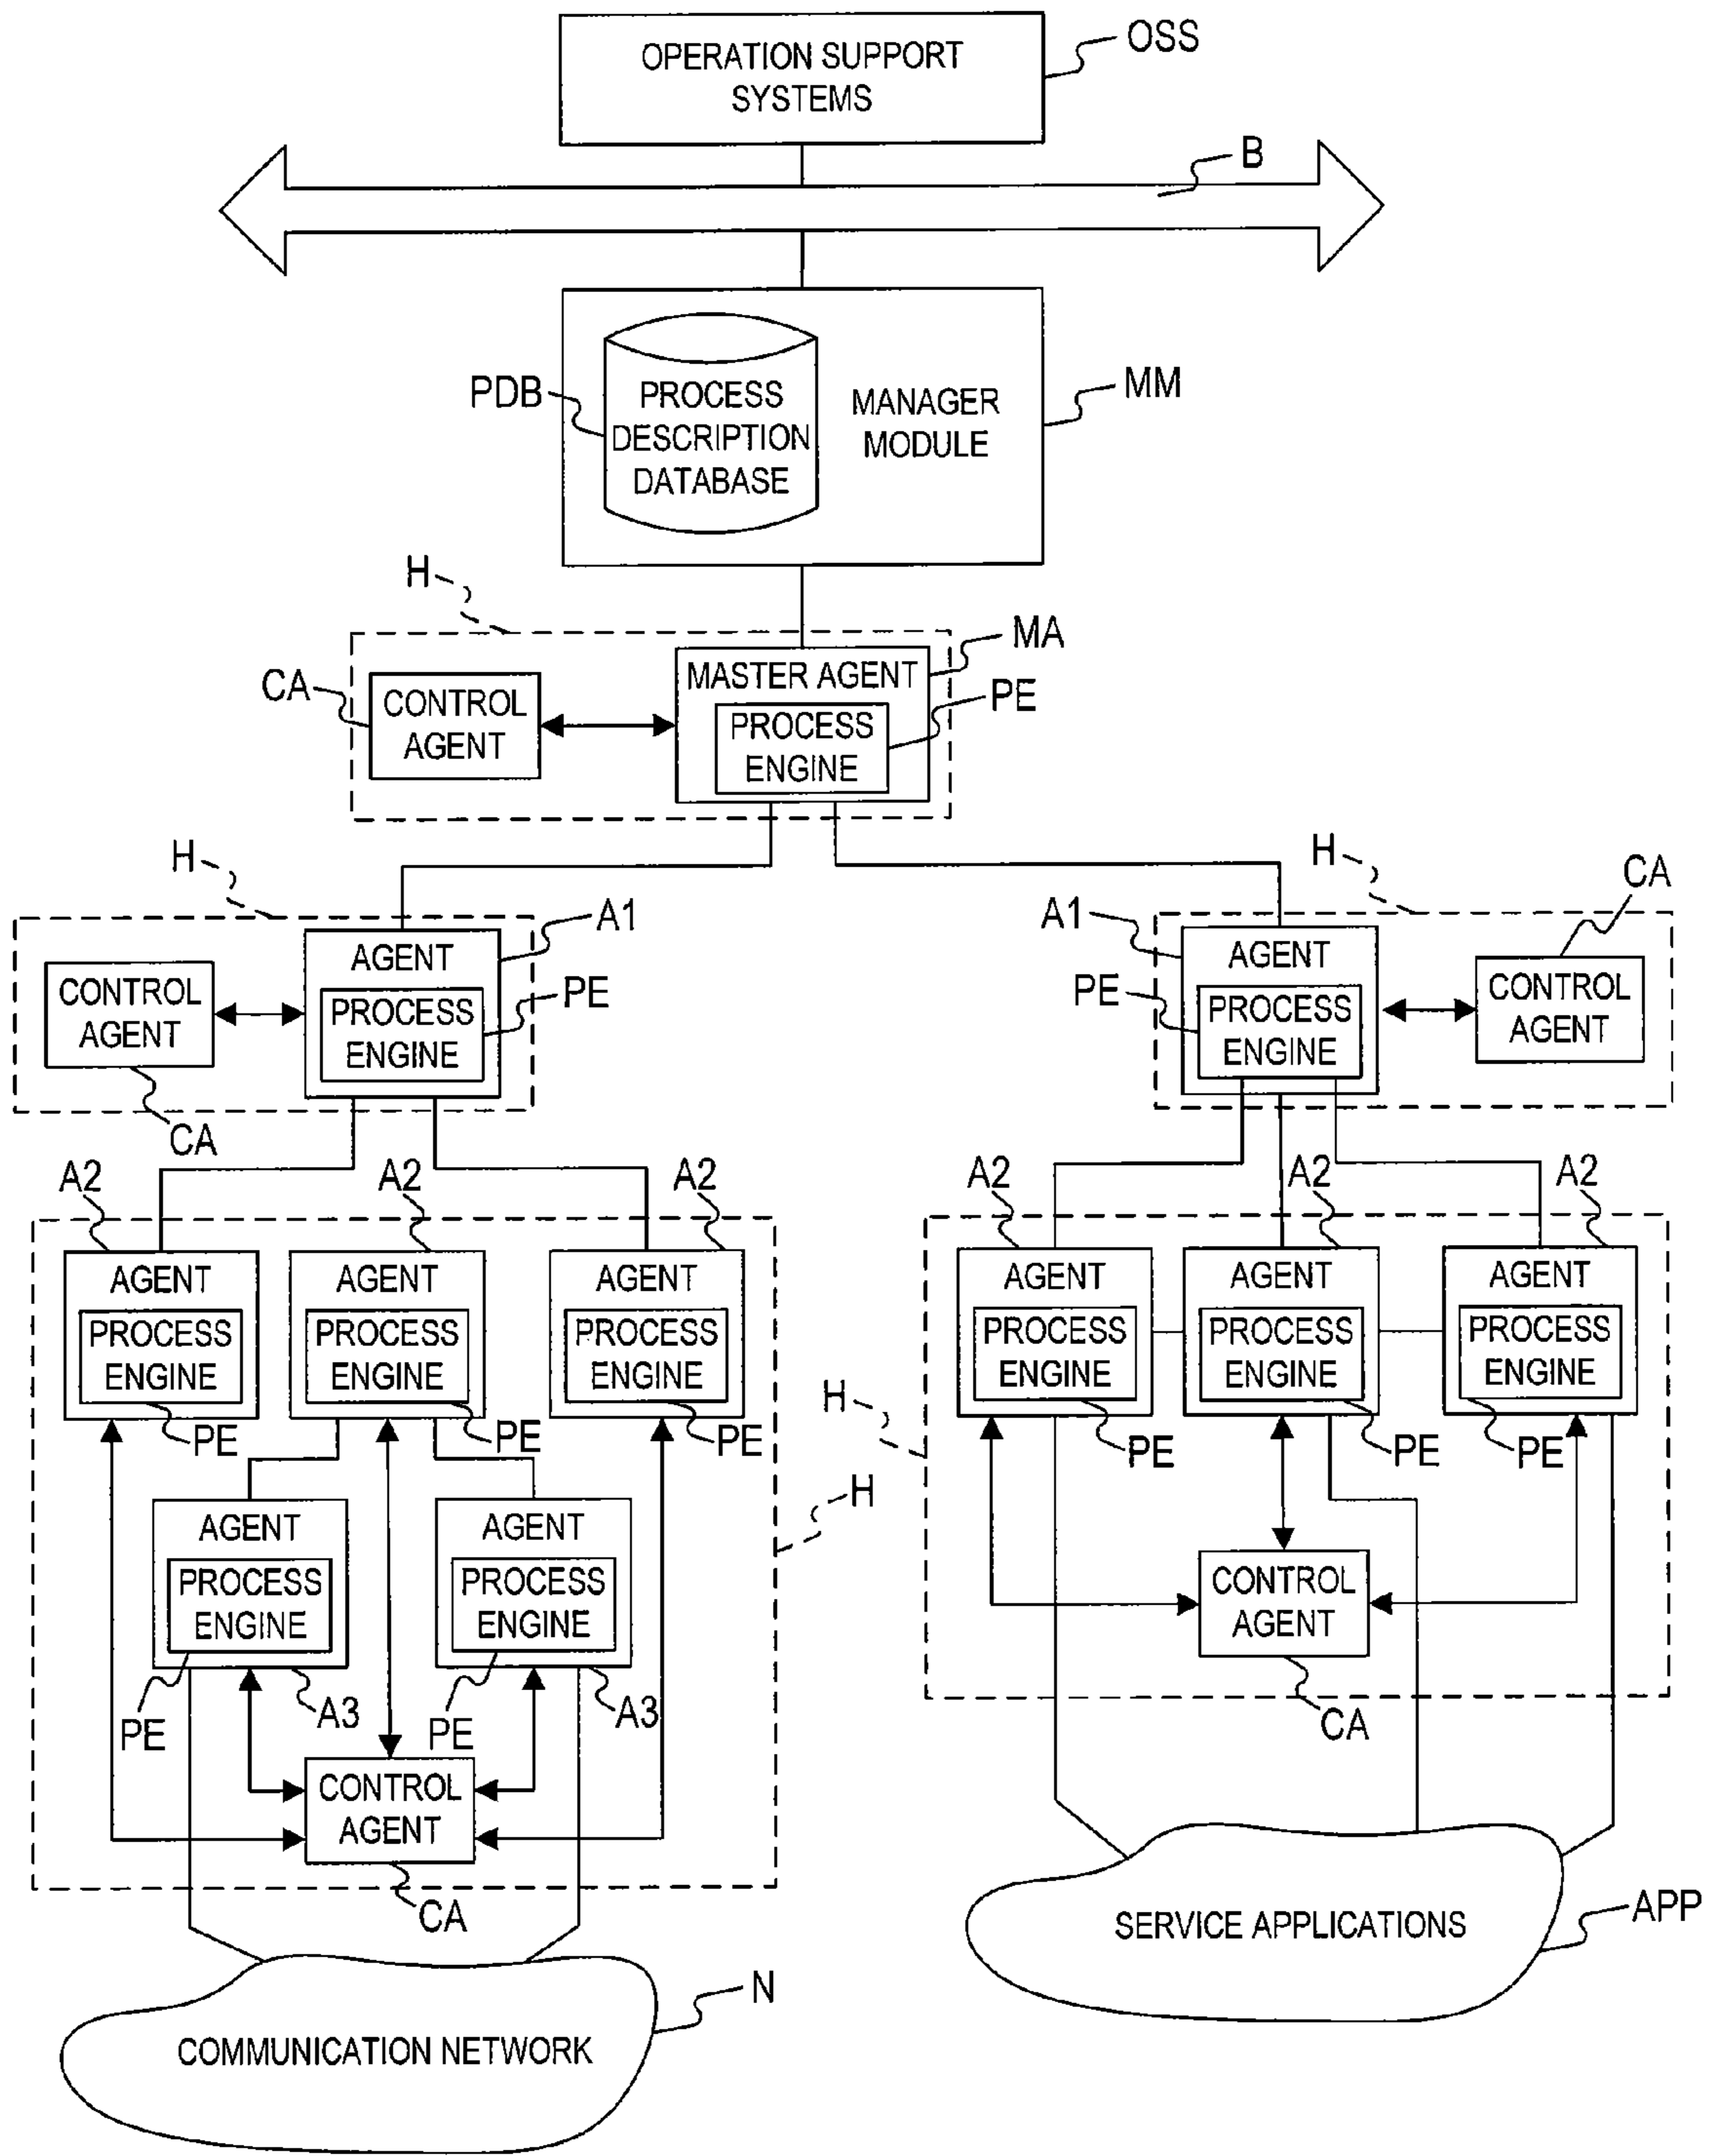 OPERATION SUPPORT
SYSTEMS
OSS
B
PROCESS
DESCRIPTION
DATABASE
PDB
MANAGER
MODULE
MM
H
MA
MASTER AGENT
PROCESS
ENGINE
PE
CA
CONTROL
AGENT
H
A1
AGENT
PROCESS
ENGINE
PE
CONTROL
AGENT
CA
H
CA
A1
AGENT
PE
PROCESS
ENGINE
CONTROL
AGENT
A2
A2
A2
AGENT
PROCESS
ENGINE
PE
AGENT
PROCESS
ENGINE
PE
AGENT
PROCESS
ENGINE
PE
H
AGENT
PROCESS
ENGINE
PE
A3
AGENT
PROCESS
ENGINE
PE
A3
CONTROL
AGENT
CA
COMMUNICATION NETWORK
N
A2
A2
A2
AGENT
PROCESS
ENGINE
PE
AGENT
PROCESS
ENGINE
PE
AGENT
PROCESS
ENGINE
PE
H
CONTROL
AGENT
CA
SERVICE APPLICATIONS
APP